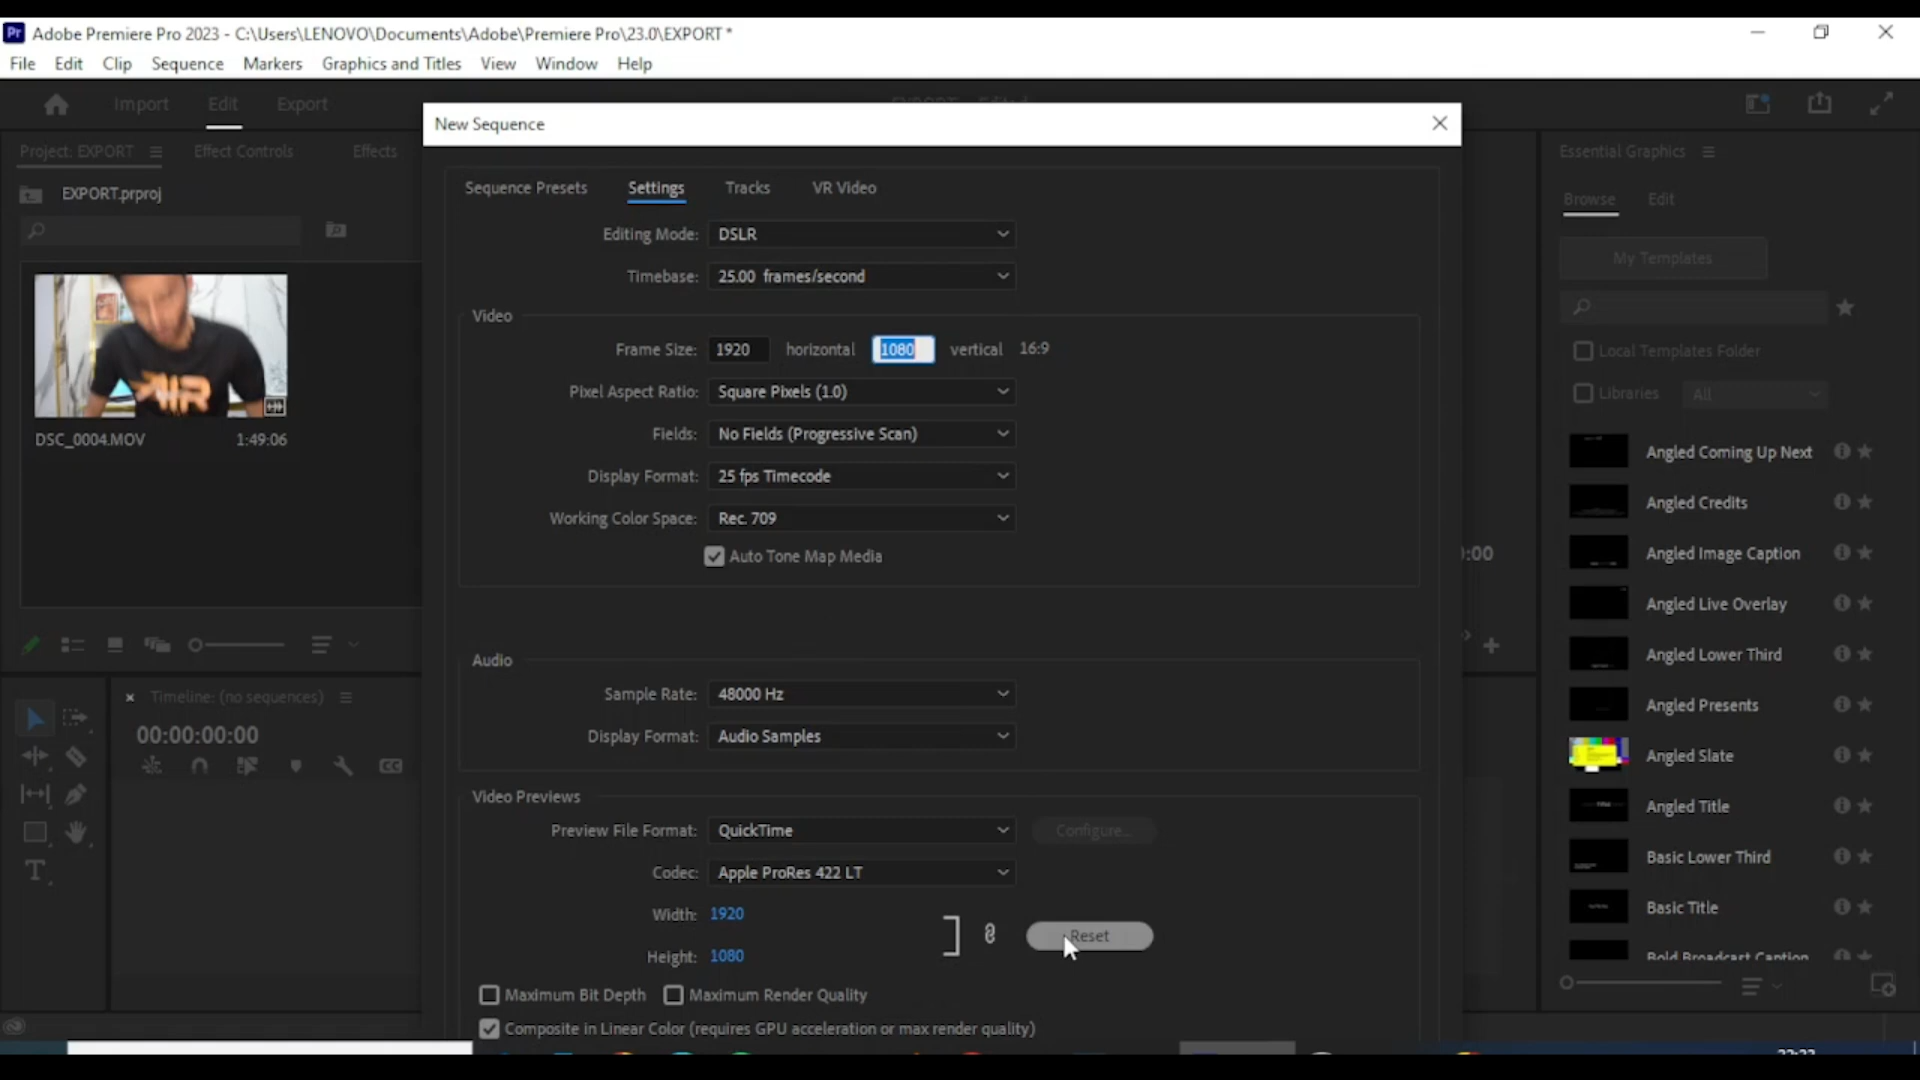 Pr Adobe Premiere Pro 2023 - C:\Users\LENOVO\Documents\Adobe\Premiere Pro\23.0\EXPORT *
File Edit Clip Sequence Markers Graphics and Titles View Window Help
Import Edit Export
New Sequence
Project: EXPORT Effect Controls Effects
EXPORT.prproj
DSC_0004.MOV 1:49:06
Sequence Presets Settings Tracks VR Video
Editing Mode: DSLR
Timebase: 25.00 frames/second
Video
Frame Size: 1920 horizontal 1080 vertical 16:9
Pixel Aspect Ratio: Square Pixels (1.0)
Fields: No Fields (Progressive Scan)
Display Format: 25 fps Timecode
Working Color Space: Rec. 709
Auto Tone Map Media
Audio
Sample Rate: 48000 Hz
Display Format: Audio Samples
Video Previews
Preview File Format: QuickTime Configure...
Codec: Apple ProRes 422 LT
Width: 1920
Height: 1080
Reset
Maximum Bit Depth Maximum Render Quality
Composite in Linear Color (requires GPU acceleration or max render quality)
Timeline: (no sequences)
00:00:00:00
CC
T
Essential Graphics
Browse Edit
My Templates
Local Templates Folder
Libraries All
Angled Coming Up Next
Angled Credits
Angled Image Caption
Angled Live Overlay
Angled Lower Third
Angled Presents
Angled Slate
Angled Title
Basic Lower Third
Basic Title
Bold Broadcast Caption